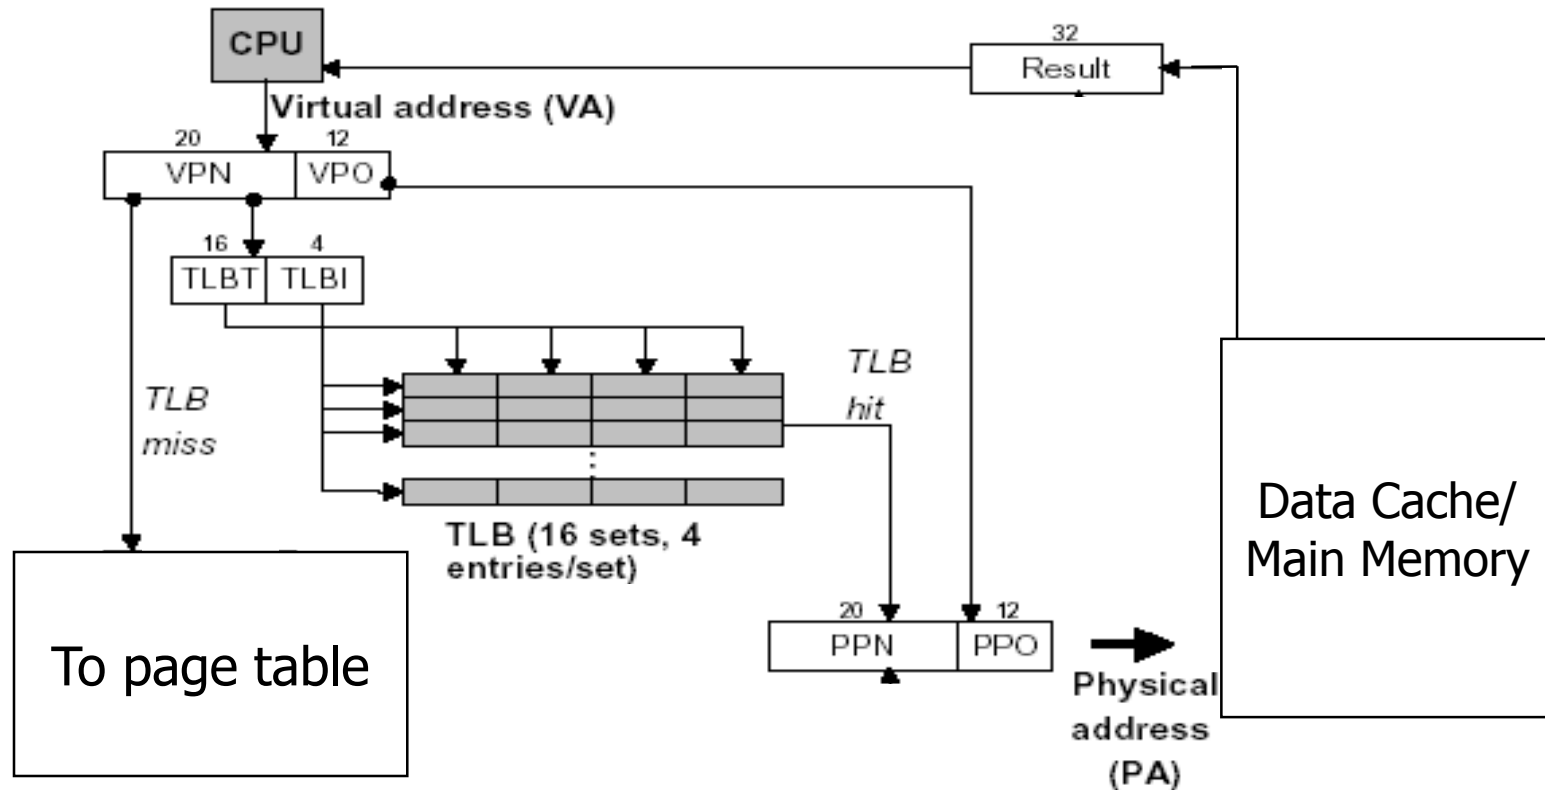 CPU
32
Result
Virtual address (VA)
20 12
VPN VPO
16 4
TLBT TLBI
TLB
miss
TLB
hit
TLB (16 sets, 4
entries/set)
Data Cache/
Main Memory
To page table
20 12
PPN PPO
Physical
address
(PA)